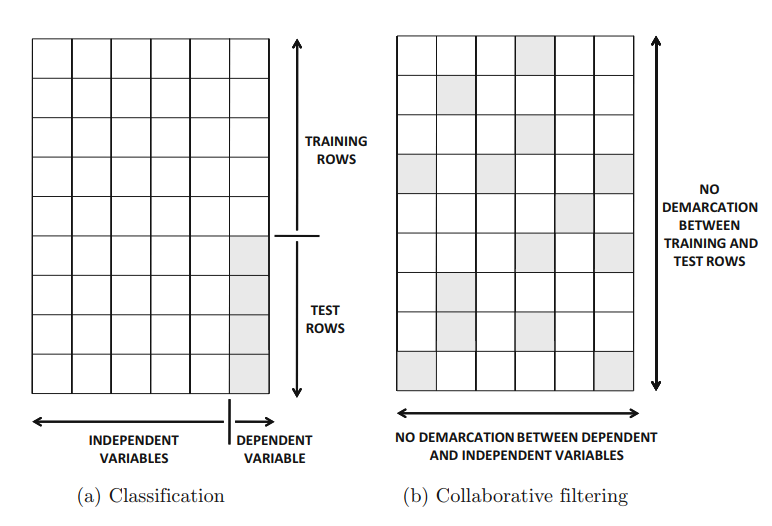 TRAINING
ROWS
TEST
ROWS
INDEPENDENT
VARIABLES
DEPENDENT
VARIABLE
(a) Classification
NO
DEMARCATION
BETWEEN
TRAINING AND
TEST ROWS
NO DEMARCATION BETWEEN DEPENDENT
AND INDEPENDENT VARIABLES
(b) Collaborative filtering